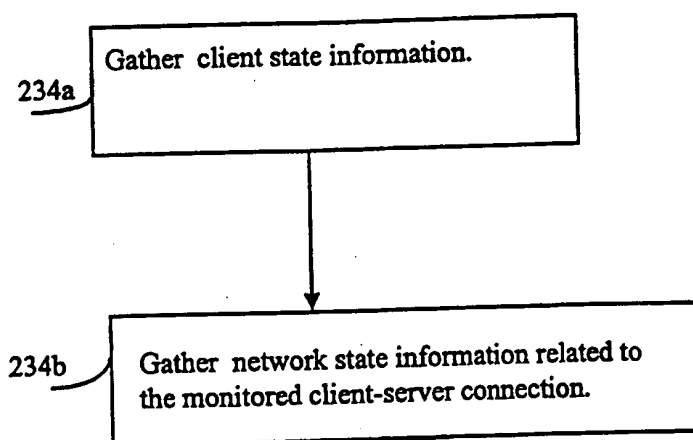 Gather client state information.
234a
234b
Gather network state information related to
the monitored client-server connection.